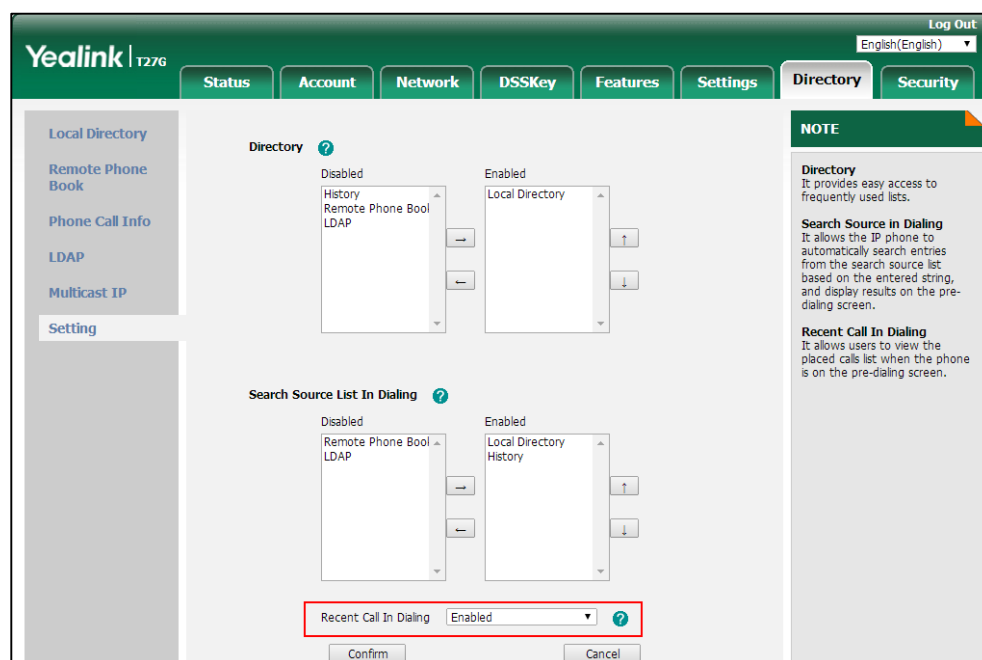 Log Out
Yealink | T27G
English(English)
Status
Account
Network
DSSKey
Features
Settings
Directory
Security
Local Directory
Remote Phone
Book
Phone Call Info
LDAP
Multicast IP
Setting
Directory ?
Disabled
Enabled
History
Remote Phone Bool
LDAP
Local Directory
→
←
↑
↓
Search Source List In Dialing ?
Disabled
Enabled
Remote Phone Bool
LDAP
Local Directory
History
→
←
↑
↓
Recent Call In Dialing Enabled ?
Confirm
Cancel
NOTE
Directory
It provides easy access to
frequently used lists.
Search Source in Dialing
It allows the IP phone to
automatically search entries
from the search source list
based on the entered string,
and display results on the pre-
dialing screen.
Recent Call In Dialing
It allows users to view the
placed calls list when the phone
is on the pre-dialing screen.